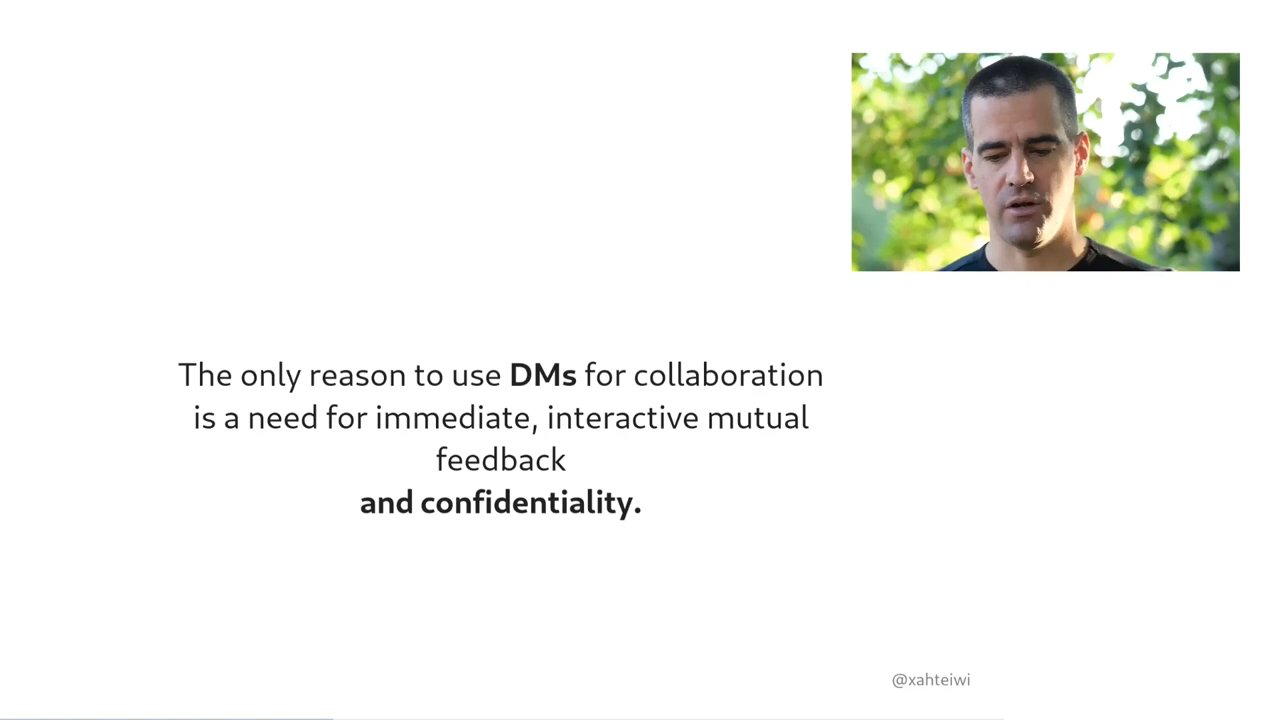 The only reason to use DMs for collaboration
is a need for immediate, interactive mutual
feedback
and confidentiality.
@xahteiwi